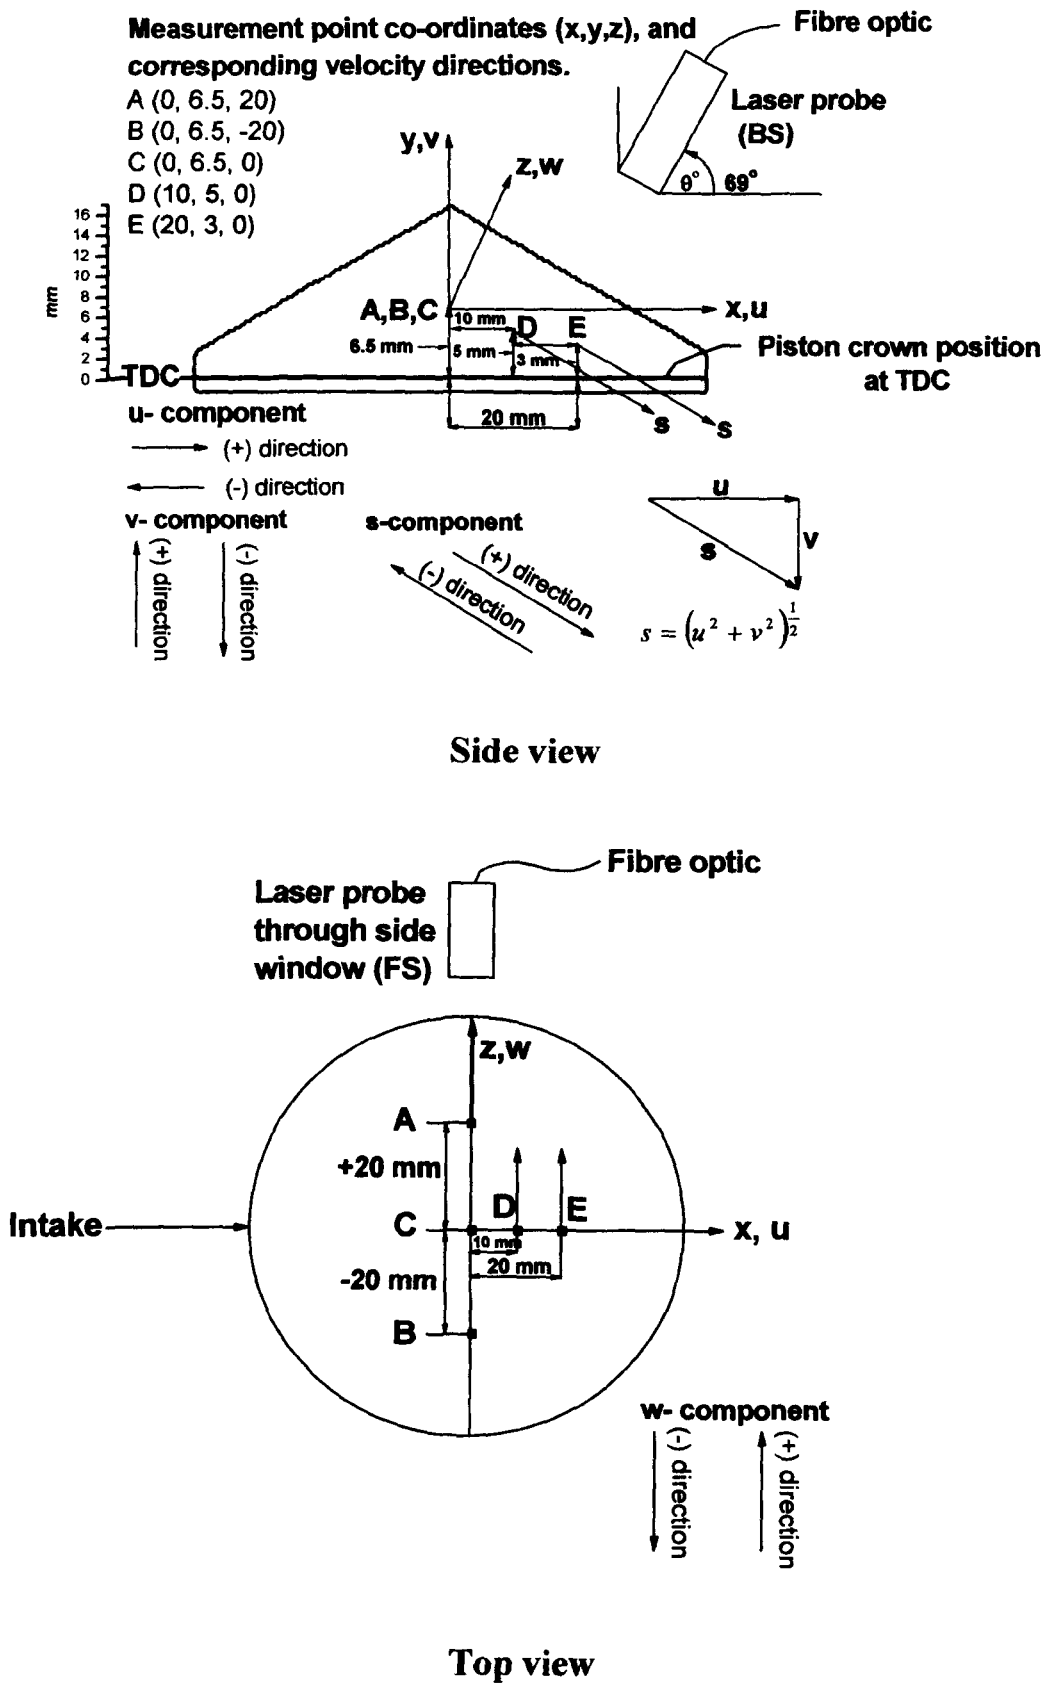 Measurement point co-ordinates (x,y,z), and
corresponding velocity directions.
A (0, 6.5, 20)
B (0, 6.5, -20)
C (0, 6.5, 0)
D (10, 5, 0)
E (20, 3, 0)
Fibre optic
Laser probe
(BS)
θ° 69°
y,v
z,w
16
14
12
10
8
6
4
2
0
mm
A,B,C
x,u
10 mm
D
E
6.5 mm
5 mm
3 mm
TDC
Piston crown position
at TDC
20 mm
s
s
u- component
(+) direction
(-) direction
v- component
(+) direction
(-) direction
s-component
(+) direction
(-) direction
u
v
s
s = (u² + v²)^½
Side view
Fibre optic
Laser probe
through side
window (FS)
z,w
A
+20 mm
Intake
C
D
E
x, u
10 mm
20 mm
-20 mm
B
w- component
(-) direction
(+) direction
Top view